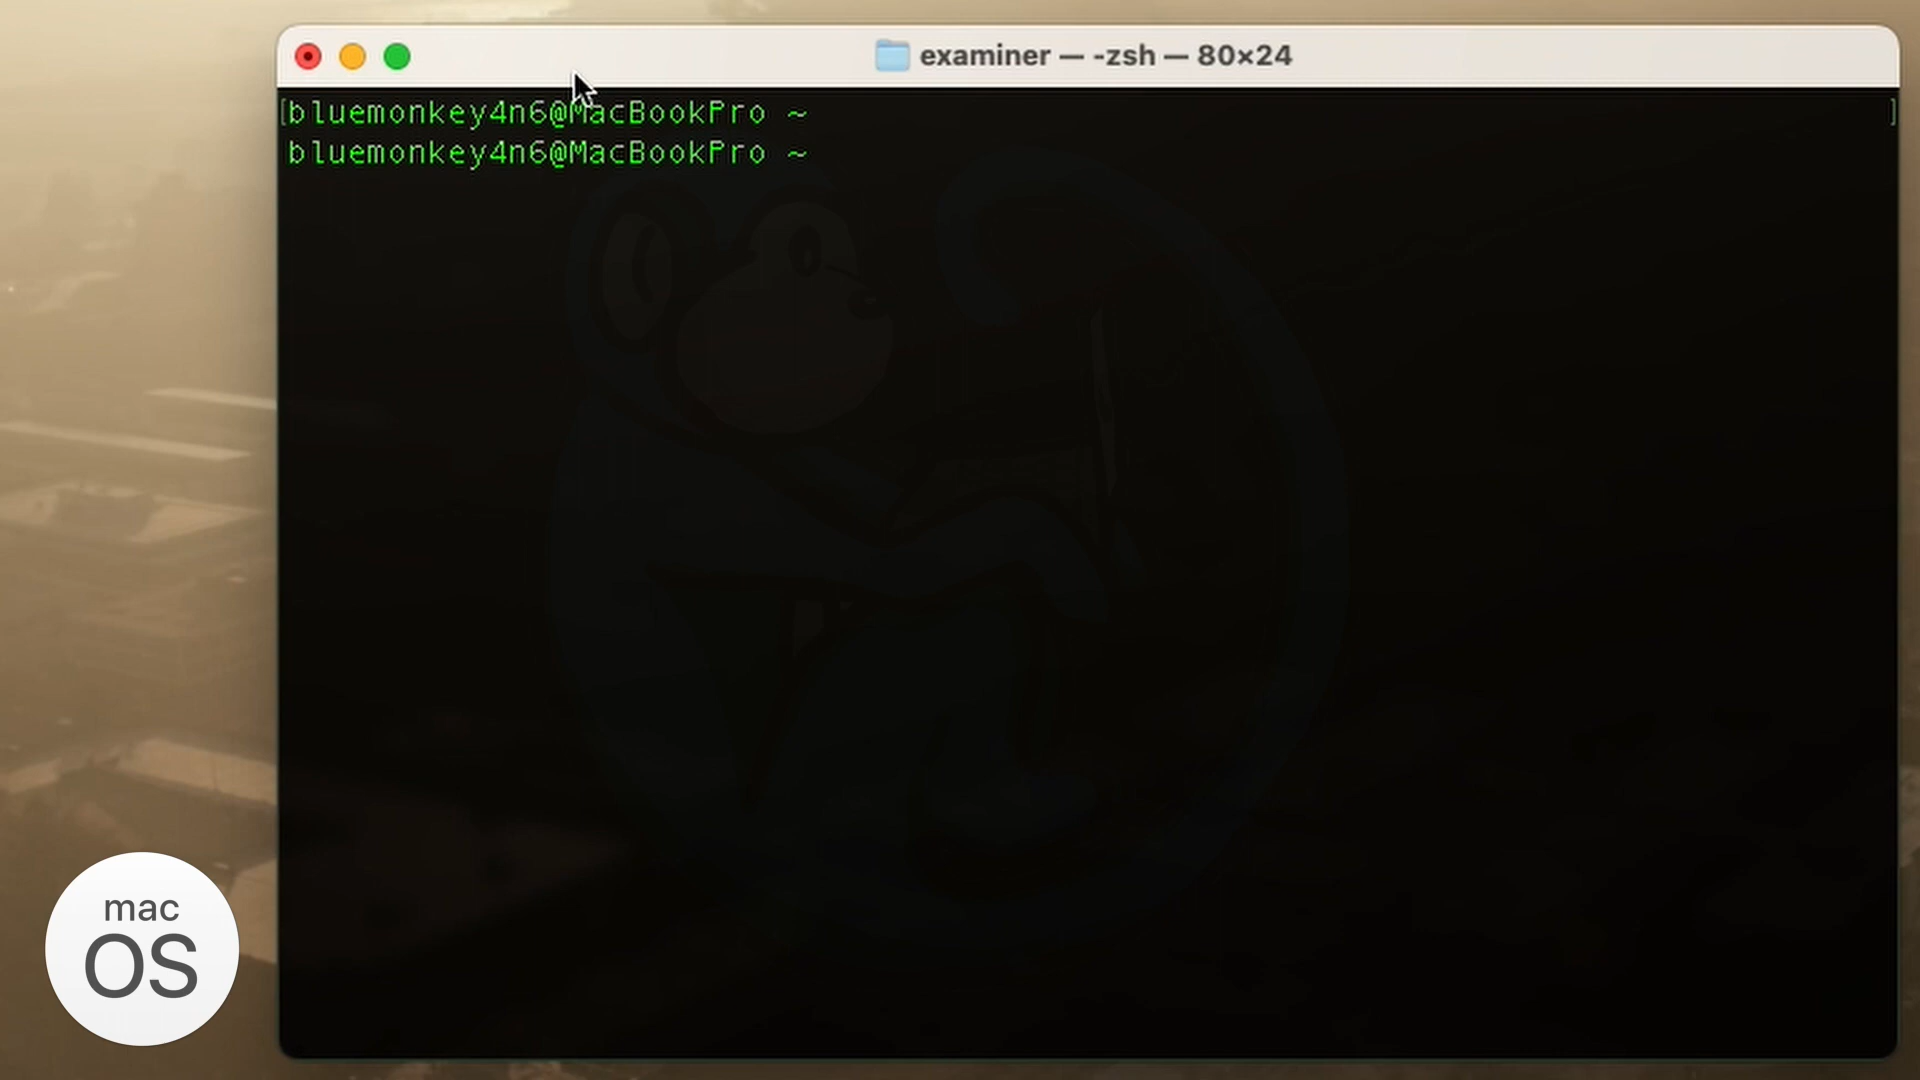 examiner — -zsh — 80×24
[bluemonkey4n6@MacBookPro ~ ]
bluemonkey4n6@MacBookPro ~
mac
OS